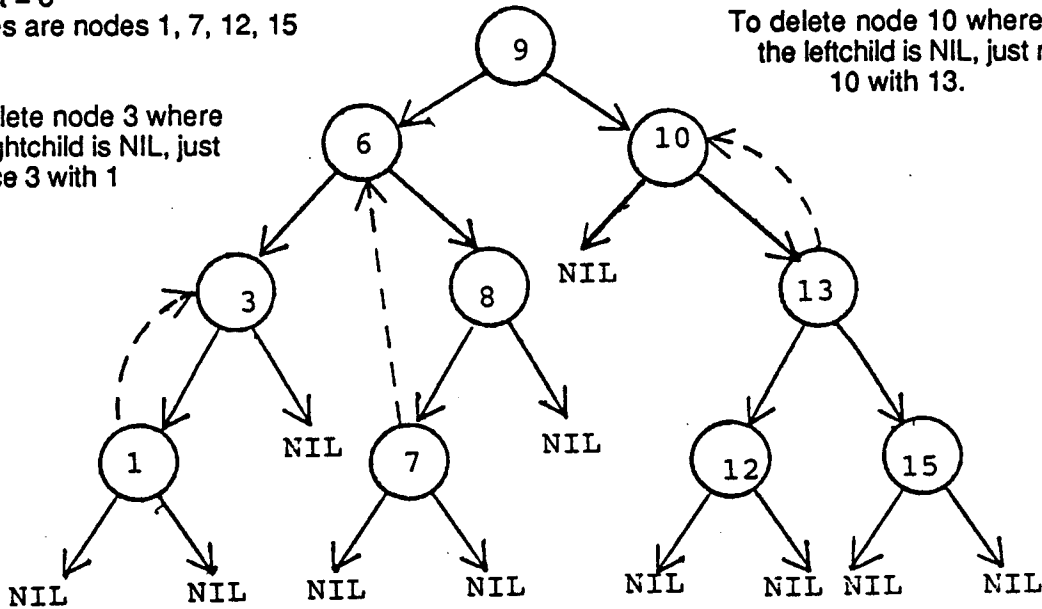 es are nodes 1, 7, 12, 15
To delete node 10 where
the leftchild is NIL, just
10 with 13.
lete node 3 where
ghtchild is NIL, just
ce 3 with 1
9
6
10
NIL
3
8
13
NIL
NIL
1
7
12
15
NIL
NIL
NIL
NIL
NIL
NIL
NIL
NIL